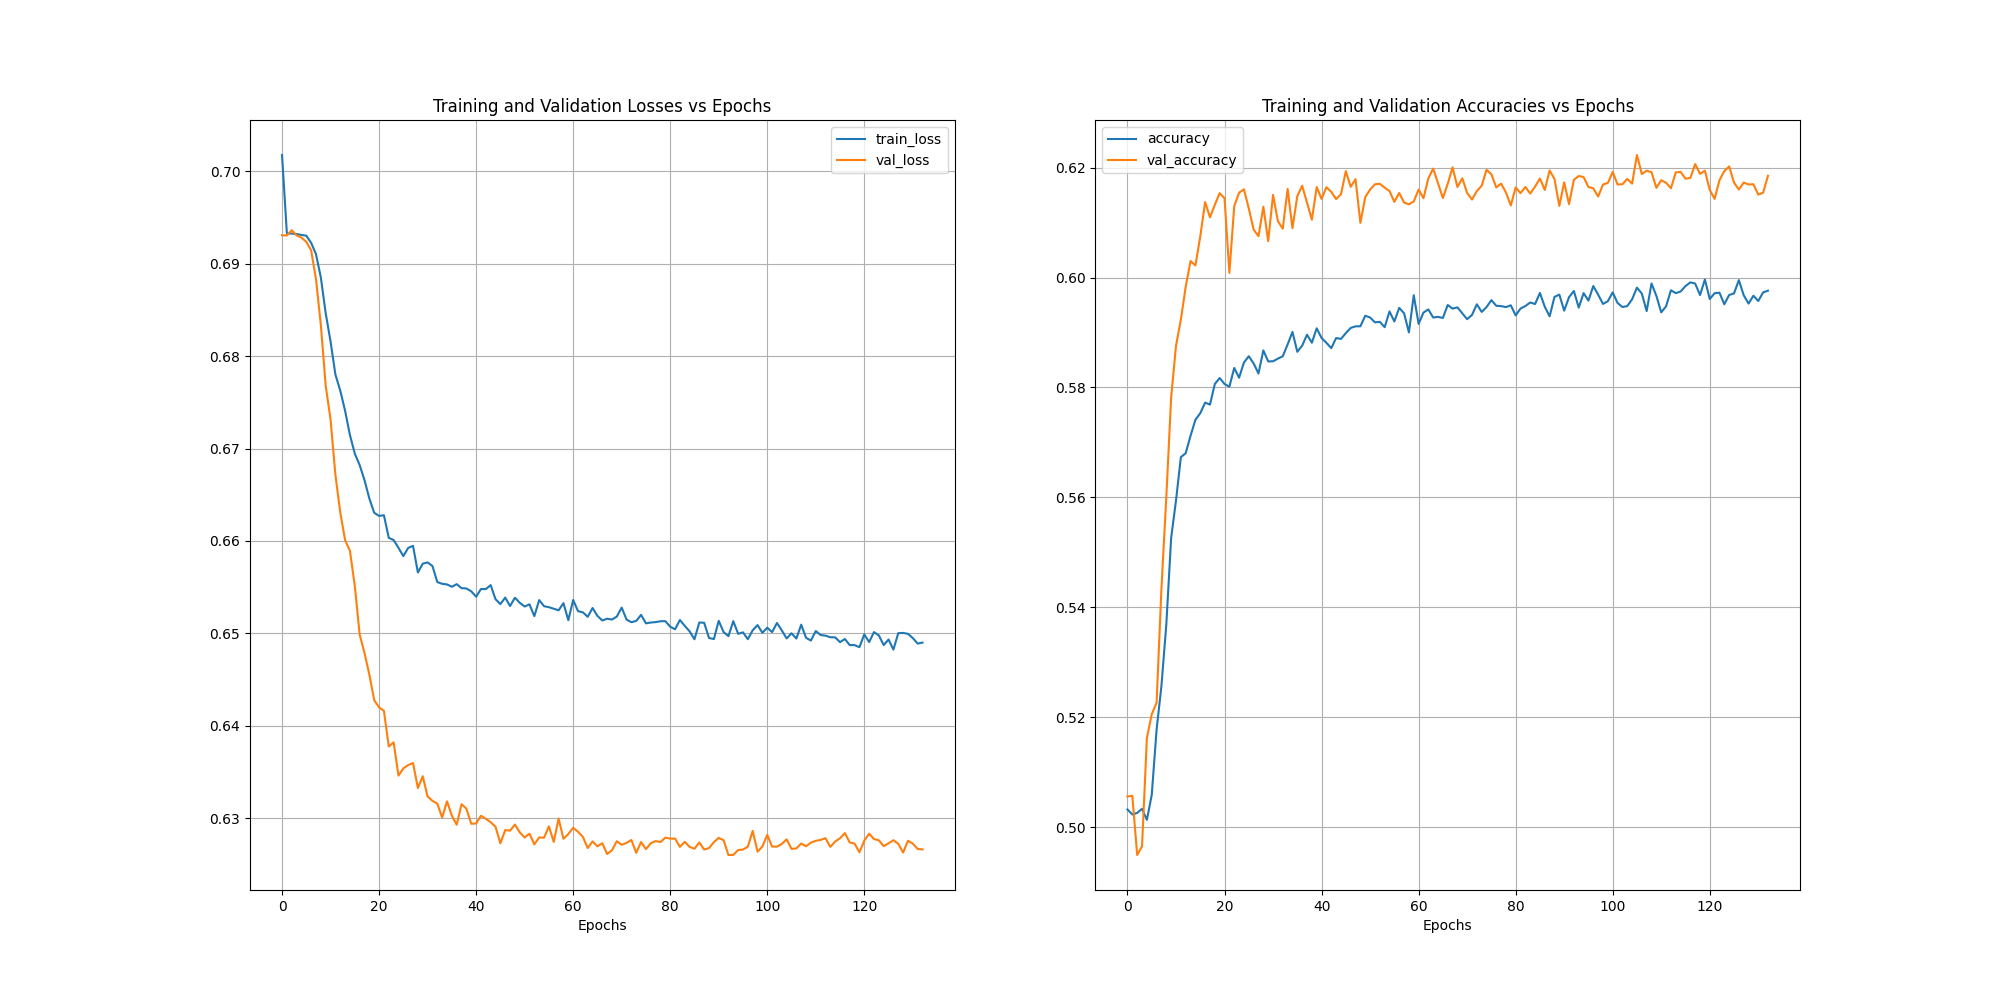 Training and Validation Losses vs Epochs
train_loss
val_loss
0.70
0.69
0.68
0.67
0.66
0.65
0.64
0.63
0 20 40 60 80 100 120
Epochs
Training and Validation Accuracies vs Epochs
accuracy
val_accuracy
0.62
0.60
0.58
0.56
0.54
0.52
0.50
0 20 40 60 80 100 120
Epochs